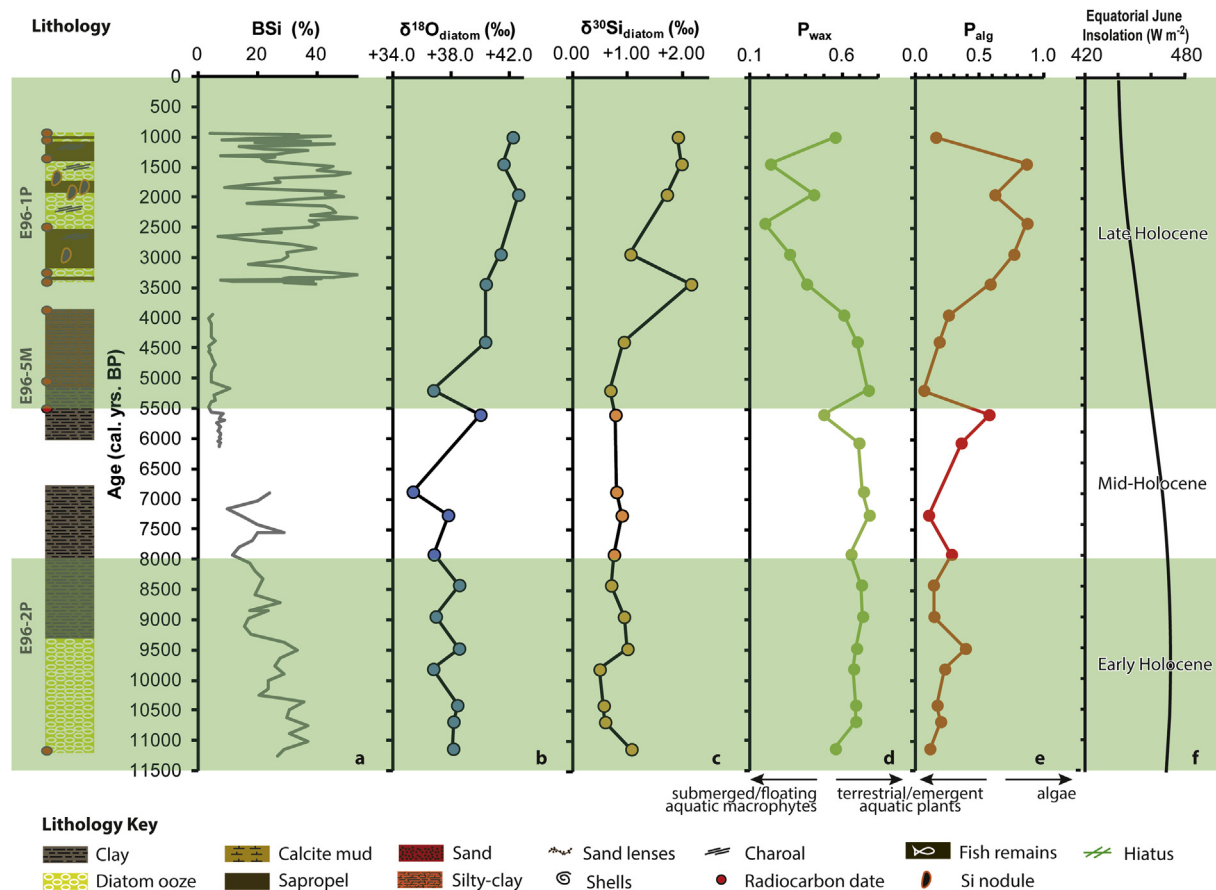 Lithology
BSi (%)
δ18Odiatom (‰)
δ30Sidiatom (‰)
Pwax
Palg
Equatorial June
Insolation (W m-2)
0 20 40
+34.0 +38.0 +42.0
0.00 +1.00 +2.00
0.1 0.6
0.0 0.5 1.0
420 480
Age (cal. yrs. BP)
0
500
1000
1500
2000
2500
3000
3500
4000
4500
5000
5500
6000
6500
7000
7500
8000
8500
9000
9500
10000
10500
11000
11500
E96-1P
E96-5M
E96-2P
Late Holocene
Mid-Holocene
Early Holocene
a
b
c
d
e
f
submerged/floating
aquatic macrophytes
terrestrial/emergent
aquatic plants
algae
Lithology Key
Clay
Calcite mud
Sand
Sand lenses
Charoal
Fish remains
Hiatus
Diatom ooze
Sapropel
Silty-clay
Shells
Radiocarbon date
Si nodule